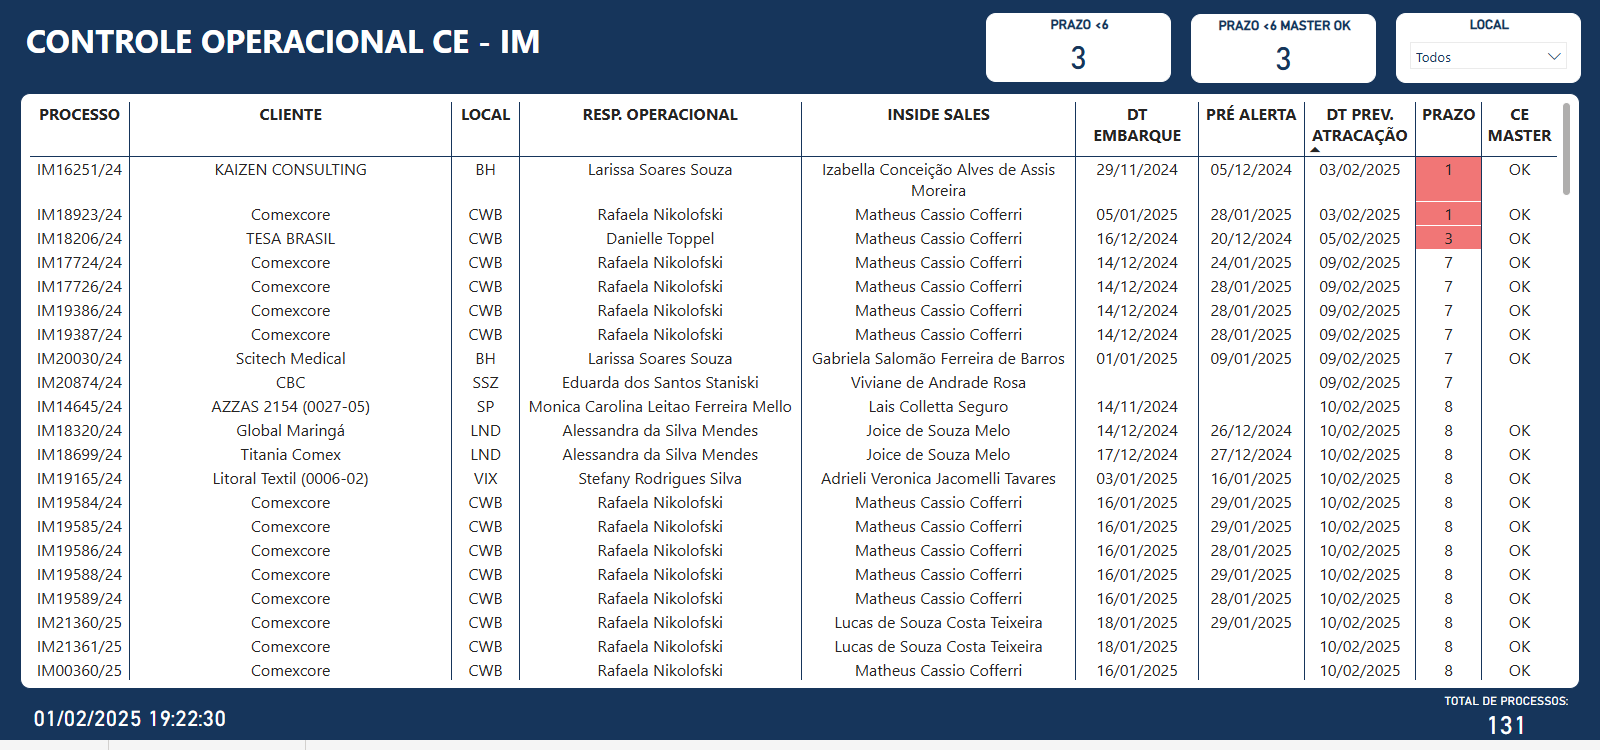 CONTROLE OPERACIONAL CE - IM
PRAZO <6
3
PRAZO <6 MASTER OK
3
LOCAL
Todos
PROCESSO CLIENTE LOCAL RESP. OPERACIONAL INSIDE SALES DT EMBARQUE PRÉ ALERTA DT PREV. ATRACAÇÃO PRAZO CE MASTER
IM16251/24 KAIZEN CONSULTING BH Larissa Soares Souza Izabella Conceição Alves de Assis Moreira 29/11/2024 05/12/2024 03/02/2025 1 OK
IM18923/24 Comexcore CWB Rafaela Nikolofski Matheus Cassio Cofferri 05/01/2025 28/01/2025 03/02/2025 1 OK
IM18206/24 TESA BRASIL CWB Danielle Toppel Matheus Cassio Cofferri 16/12/2024 20/12/2024 05/02/2025 3 OK
IM17724/24 Comexcore CWB Rafaela Nikolofski Matheus Cassio Cofferri 14/12/2024 24/01/2025 09/02/2025 7 OK
IM17726/24 Comexcore CWB Rafaela Nikolofski Matheus Cassio Cofferri 14/12/2024 28/01/2025 09/02/2025 7 OK
IM19386/24 Comexcore CWB Rafaela Nikolofski Matheus Cassio Cofferri 14/12/2024 28/01/2025 09/02/2025 7 OK
IM19387/24 Comexcore CWB Rafaela Nikolofski Matheus Cassio Cofferri 14/12/2024 28/01/2025 09/02/2025 7 OK
IM20030/24 Scitech Medical BH Larissa Soares Souza Gabriela Salomão Ferreira de Barros 01/01/2025 09/01/2025 09/02/2025 7 OK
IM20874/24 CBC SSZ Eduarda dos Santos Staniski Viviane de Andrade Rosa 09/02/2025 7
IM14645/24 AZZAS 2154 (0027-05) SP Monica Carolina Leitao Ferreira Mello Lais Colletta Seguro 14/11/2024 10/02/2025 8
IM18320/24 Global Maringá LND Alessandra da Silva Mendes Joice de Souza Melo 14/12/2024 26/12/2024 10/02/2025 8 OK
IM18699/24 Titania Comex LND Alessandra da Silva Mendes Joice de Souza Melo 17/12/2024 27/12/2024 10/02/2025 8 OK
IM19165/24 Litoral Textil (0006-02) VIX Stefany Rodrigues Silva Adrieli Veronica Jacomelli Tavares 03/01/2025 16/01/2025 10/02/2025 8 OK
IM19584/24 Comexcore CWB Rafaela Nikolofski Matheus Cassio Cofferri 16/01/2025 29/01/2025 10/02/2025 8 OK
IM19585/24 Comexcore CWB Rafaela Nikolofski Matheus Cassio Cofferri 16/01/2025 29/01/2025 10/02/2025 8 OK
IM19586/24 Comexcore CWB Rafaela Nikolofski Matheus Cassio Cofferri 16/01/2025 28/01/2025 10/02/2025 8 OK
IM19588/24 Comexcore CWB Rafaela Nikolofski Matheus Cassio Cofferri 16/01/2025 29/01/2025 10/02/2025 8 OK
IM19589/24 Comexcore CWB Rafaela Nikolofski Matheus Cassio Cofferri 16/01/2025 28/01/2025 10/02/2025 8 OK
IM21360/25 Comexcore CWB Rafaela Nikolofski Lucas de Souza Costa Teixeira 18/01/2025 29/01/2025 10/02/2025 8 OK
IM21361/25 Comexcore CWB Rafaela Nikolofski Lucas de Souza Costa Teixeira 18/01/2025 10/02/2025 8 OK
IM00360/25 Comexcore CWB Rafaela Nikolofski Matheus Cassio Cofferri 16/01/2025 10/02/2025 8 OK
01/02/2025 19:22:30
TOTAL DE PROCESSOS:
131